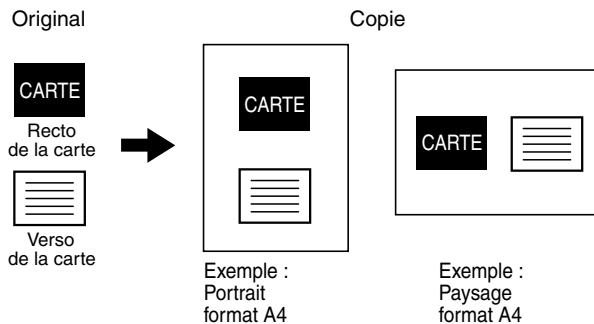 Original
Copie
CARTE
Recto
de la carte
Verso
de la carte
CARTE
Exemple :
Portrait
format A4
CARTE
Exemple :
Paysage
format A4